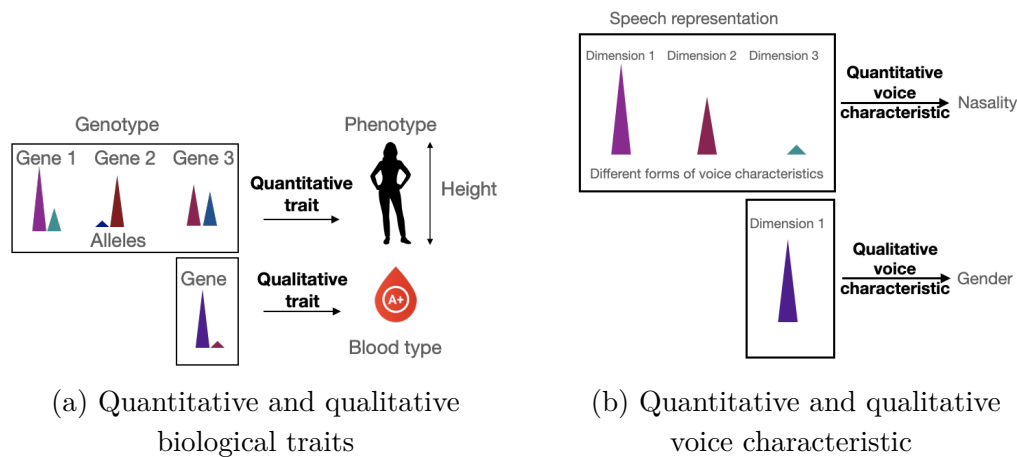 Genotype
Phenotype
Gene 1 Gene 2 Gene 3
Alleles
Quantitative
trait
Height
Gene
Qualitative
trait
A+
Blood type
(a) Quantitative and qualitative
biological traits
Speech representation
Dimension 1 Dimension 2 Dimension 3
Different forms of voice characteristics
Quantitative
voice
characteristic
Nasality
Dimension 1
Qualitative
voice
characteristic
Gender
(b) Quantitative and qualitative
voice characteristic